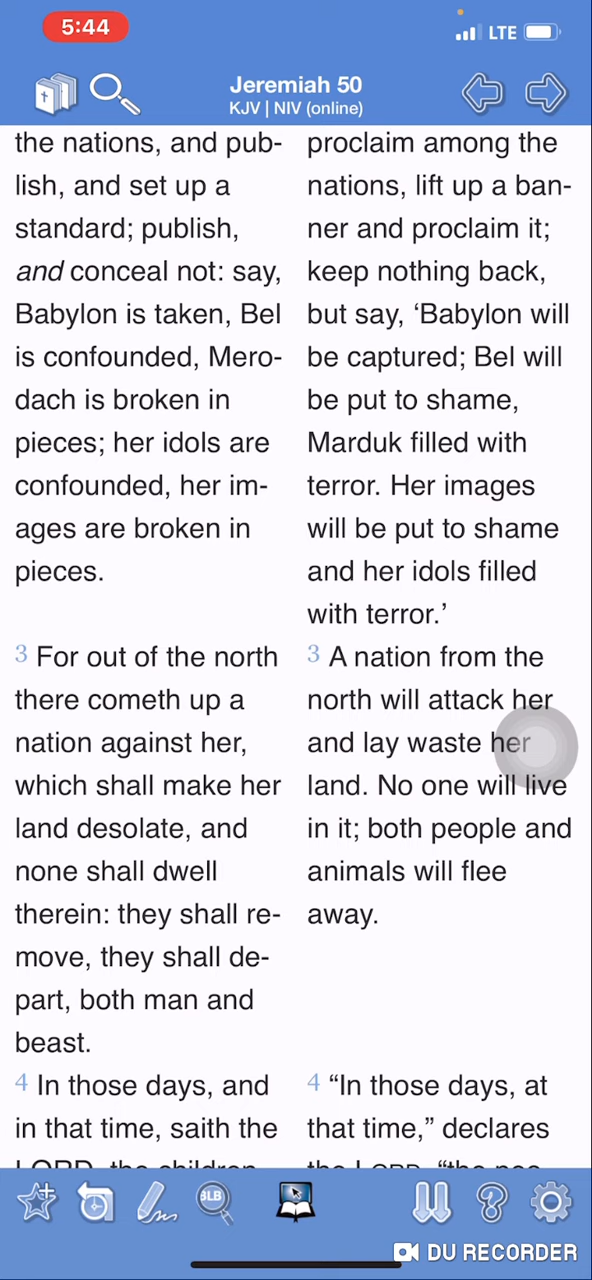 5:44
LTE
Jeremiah 50
KJV | NIV (online)
the nations, and pub-
lish, and set up a
standard; publish,
and conceal not: say,
Babylon is taken, Bel
is confounded, Mero-
dach is broken in
pieces; her idols are
confounded, her im-
ages are broken in
pieces.
3 For out of the north
there cometh up a
nation against her,
which shall make her
land desolate, and
none shall dwell
therein: they shall re-
move, they shall de-
part, both man and
beast.
4 In those days, and
in that time, saith the
LORD, the children
proclaim among the
nations, lift up a ban-
ner and proclaim it;
keep nothing back,
but say, ‘Babylon will
be captured; Bel will
be put to shame,
Marduk filled with
terror. Her images
will be put to shame
and her idols filled
with terror.’
3 A nation from the
north will attack her
and lay waste her
land. No one will live
in it; both people and
animals will flee
away.
4 “In those days, at
that time,” declares
the LORD, “the peo-
BLB
DU RECORDER